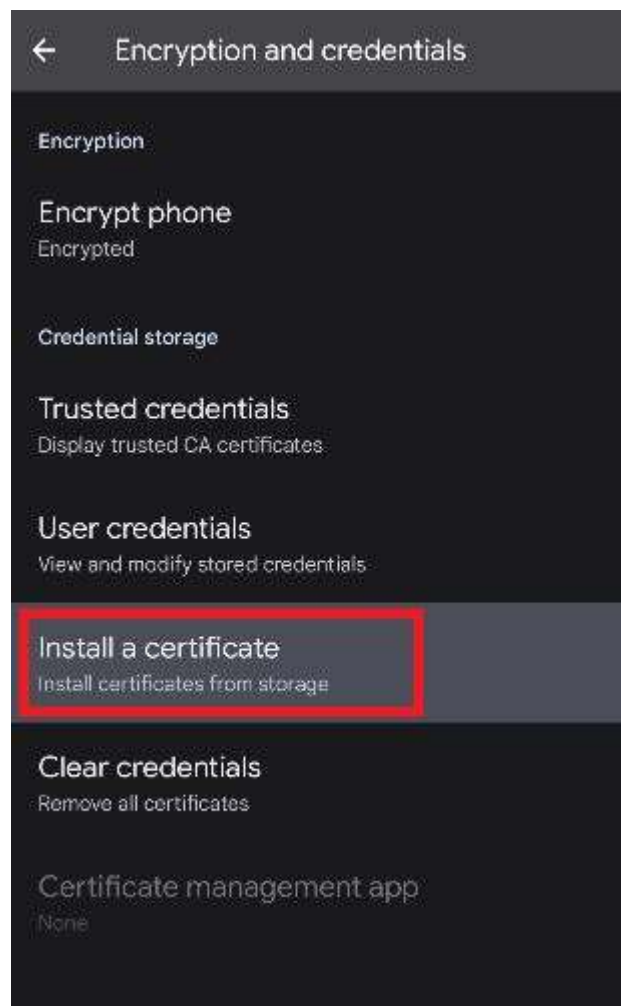 Encryption and credentials
Encryption
Encrypt phone
Encrypted
Credential storage
Trusted credentials
Display trusted CA certificates
User credentials
View and modify stored credentials
Install a certificate
Install certificates from storage
Clear credentials
Remove all certificates
Certificate management app
None